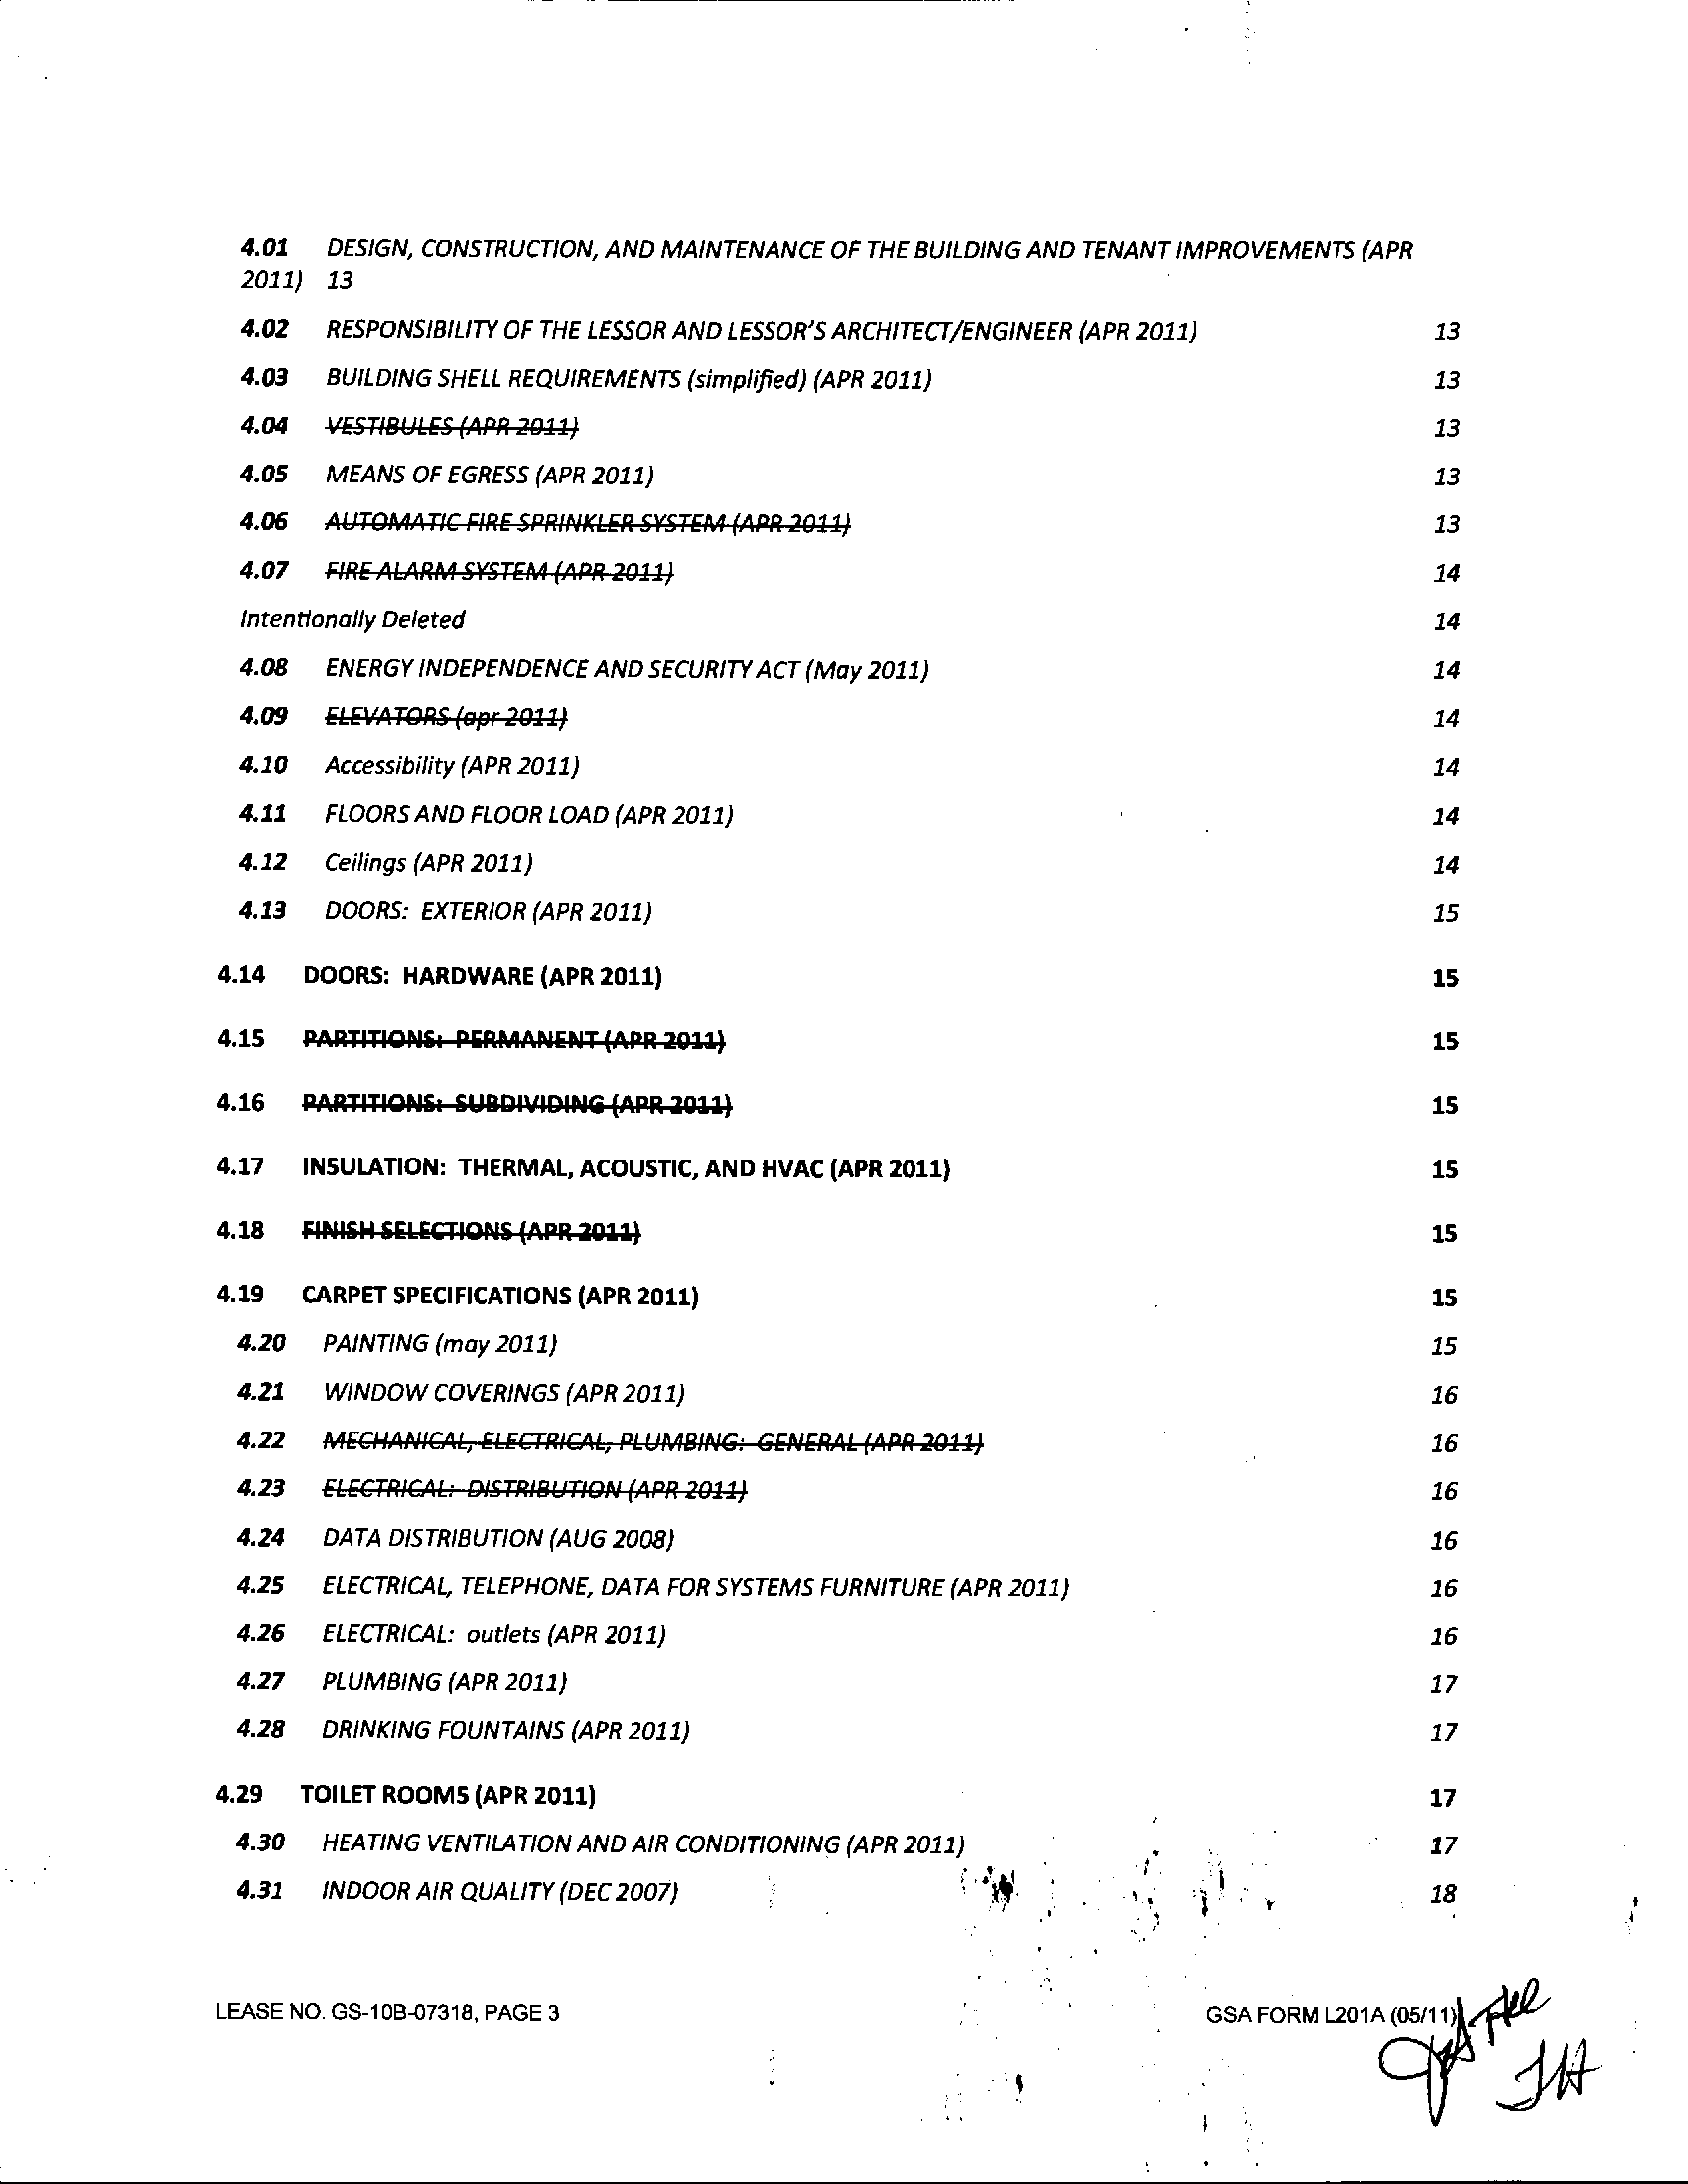 4.01 DESIGN, CONSTRUCTION, AND MAINTENANCE OF THE BUILDING AND TENANT IMPROVEMENTS (APR
2011) 13
4.02 RESPONSIBILITY OF THE LESSOR AND LESSOR'S ARCHITECT/ENGINEER (APR 2011) 13
4.03 BUILDING SHELL REQUIREMENTS (simplified) (APR 2011) 13
4.04 VESTIBULES (APR 2011) 13
4.05 MEANS OF EGRESS (APR 2011) 13
4.06 AUTOMATIC FIRE SPRINKLER SYSTEM (APR 2011) 13
4.07 FIRE ALARM SYSTEM (APR 2011) 14
Intentionally Deleted 14
4.08 ENERGY INDEPENDENCE AND SECURITY ACT (May 2011) 14
4.09 ELEVATORS (apr 2011) 14
4.10 Accessibility (APR 2011) 14
4.11 FLOORS AND FLOOR LOAD (APR 2011) 14
4.12 Ceilings (APR 2011) 14
4.13 DOORS: EXTERIOR (APR 2011) 15
4.14 DOORS: HARDWARE (APR 2011) 15
4.15 PARTITIONS: PERMANENT (APR 2011) 15
4.16 PARTITIONS: SUBDIVIDING (APR 2011) 15
4.17 INSULATION: THERMAL, ACOUSTIC, AND HVAC (APR 2011) 15
4.18 FINISH SELECTIONS (APR 2011) 15
4.19 CARPET SPECIFICATIONS (APR 2011) 15
4.20 PAINTING (may 2011) 15
4.21 WINDOW COVERINGS (APR 2011) 16
4.22 MECHANICAL, ELECTRICAL, PLUMBING: GENERAL (APR 2011) 16
4.23 ELECTRICAL: DISTRIBUTION (APR 2011) 16
4.24 DATA DISTRIBUTION (AUG 2008) 16
4.25 ELECTRICAL, TELEPHONE, DATA FOR SYSTEMS FURNITURE (APR 2011) 16
4.26 ELECTRICAL: outlets (APR 2011) 16
4.27 PLUMBING (APR 2011) 17
4.28 DRINKING FOUNTAINS (APR 2011) 17
4.29 TOILET ROOMS (APR 2011) 17
4.30 HEATING VENTILATION AND AIR CONDITIONING (APR 2011) 17
4.31 INDOOR AIR QUALITY (DEC 2007) 18
LEASE NO. GS-10B-07318, PAGE 3 GSA FORM L201A (05/11)